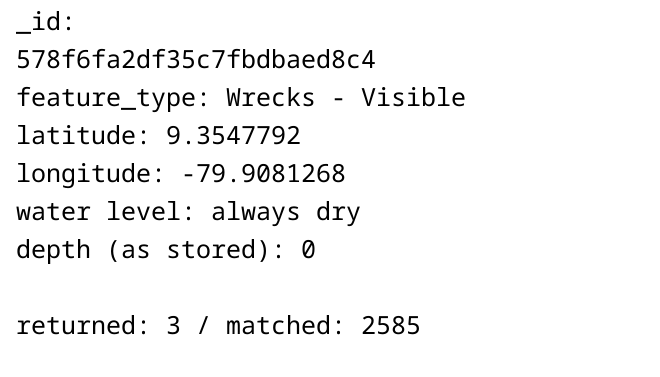 _id:
578f6fa2df35c7fbdbaed8c4
feature_type: Wrecks - Visible
latitude: 9.3547792
longitude: -79.9081268
water level: always dry
depth (as stored): 0
returned: 3 / matched: 2585